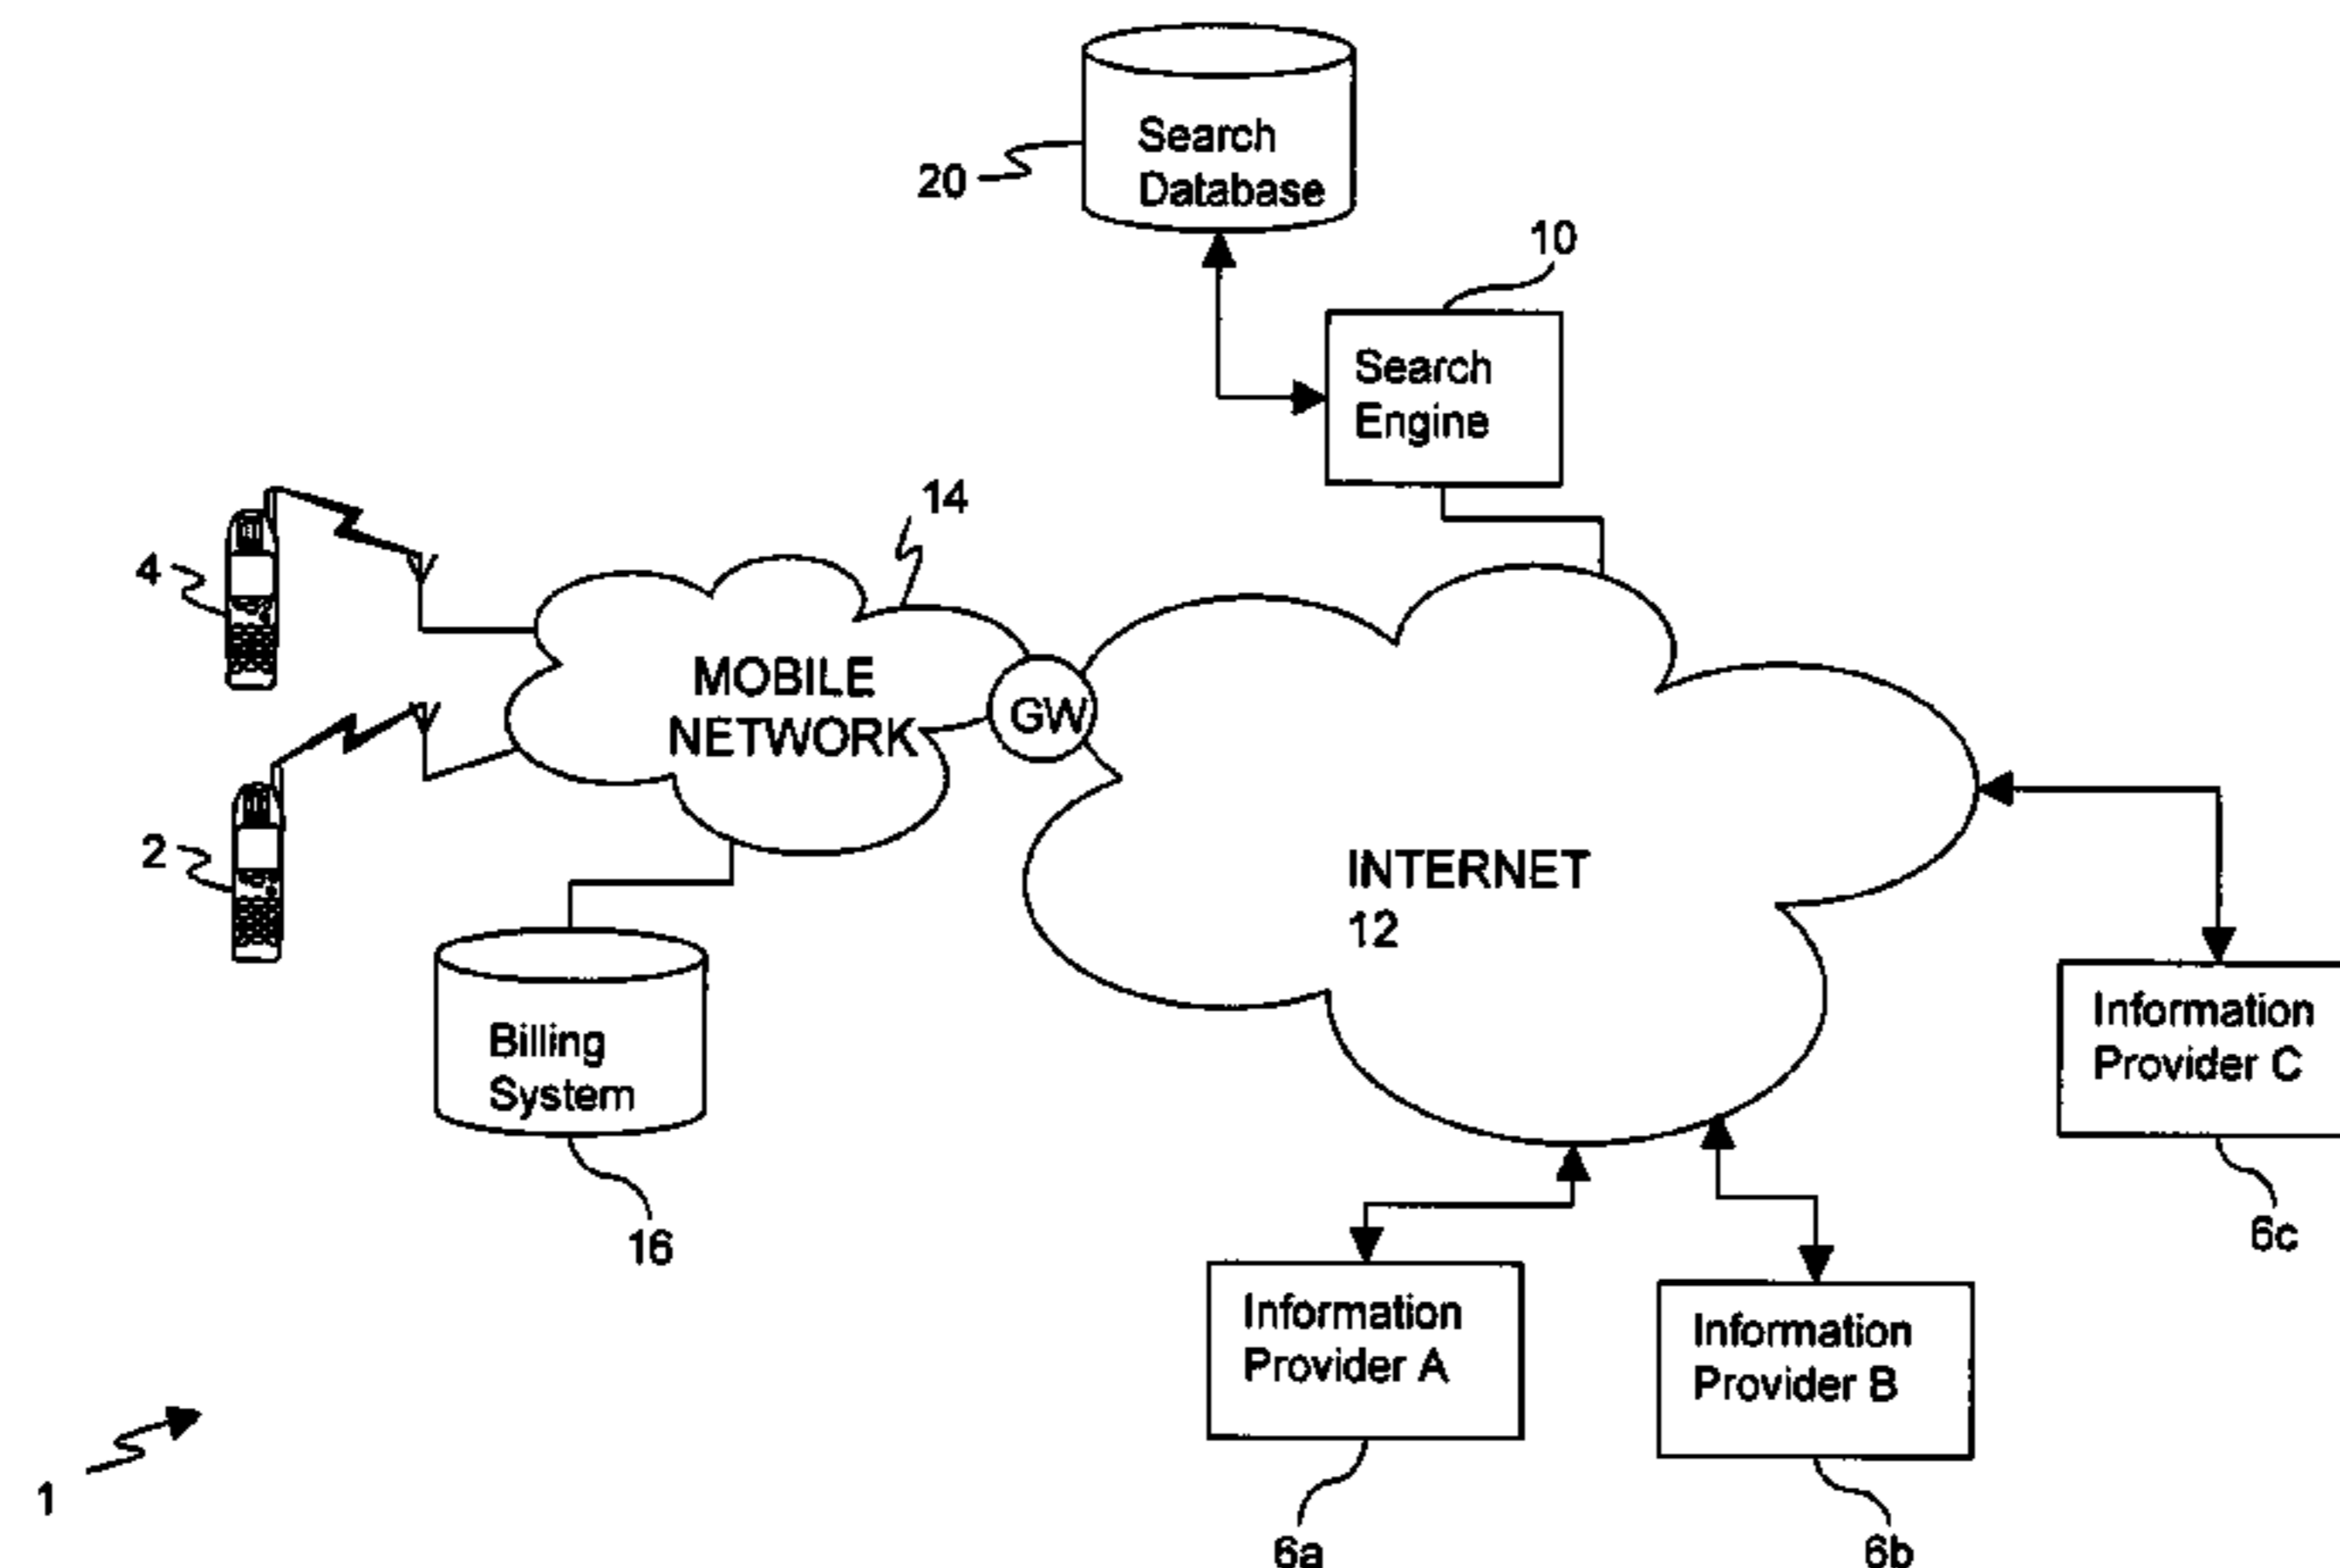 Search
Database
20
10
Search
Engine
14
4
MOBILE
NETWORK
GW
2
INTERNET
12
Information
Provider C
Billing
System
16
6c
Information
Provider A
Information
Provider B
1
6a
6b